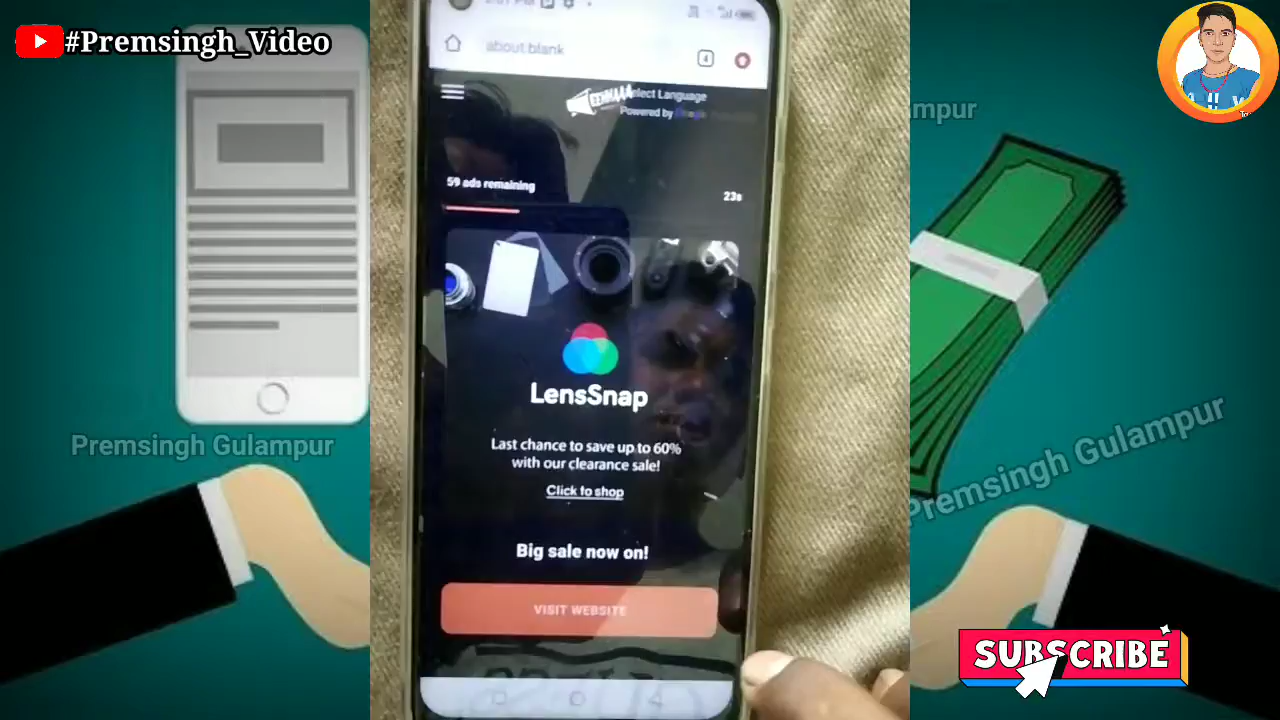 #Premsingh_Video
about:blank
4
Select Language
Powered by
59 ads remaining
23s
LensSnap
Last chance to save up to 60%
with our clearance sale!
Click to shop
Big sale now on!
VISIT WEBSITE
Premsingh Gulampur
Premsingh Gulampur
SUBSCRIBE